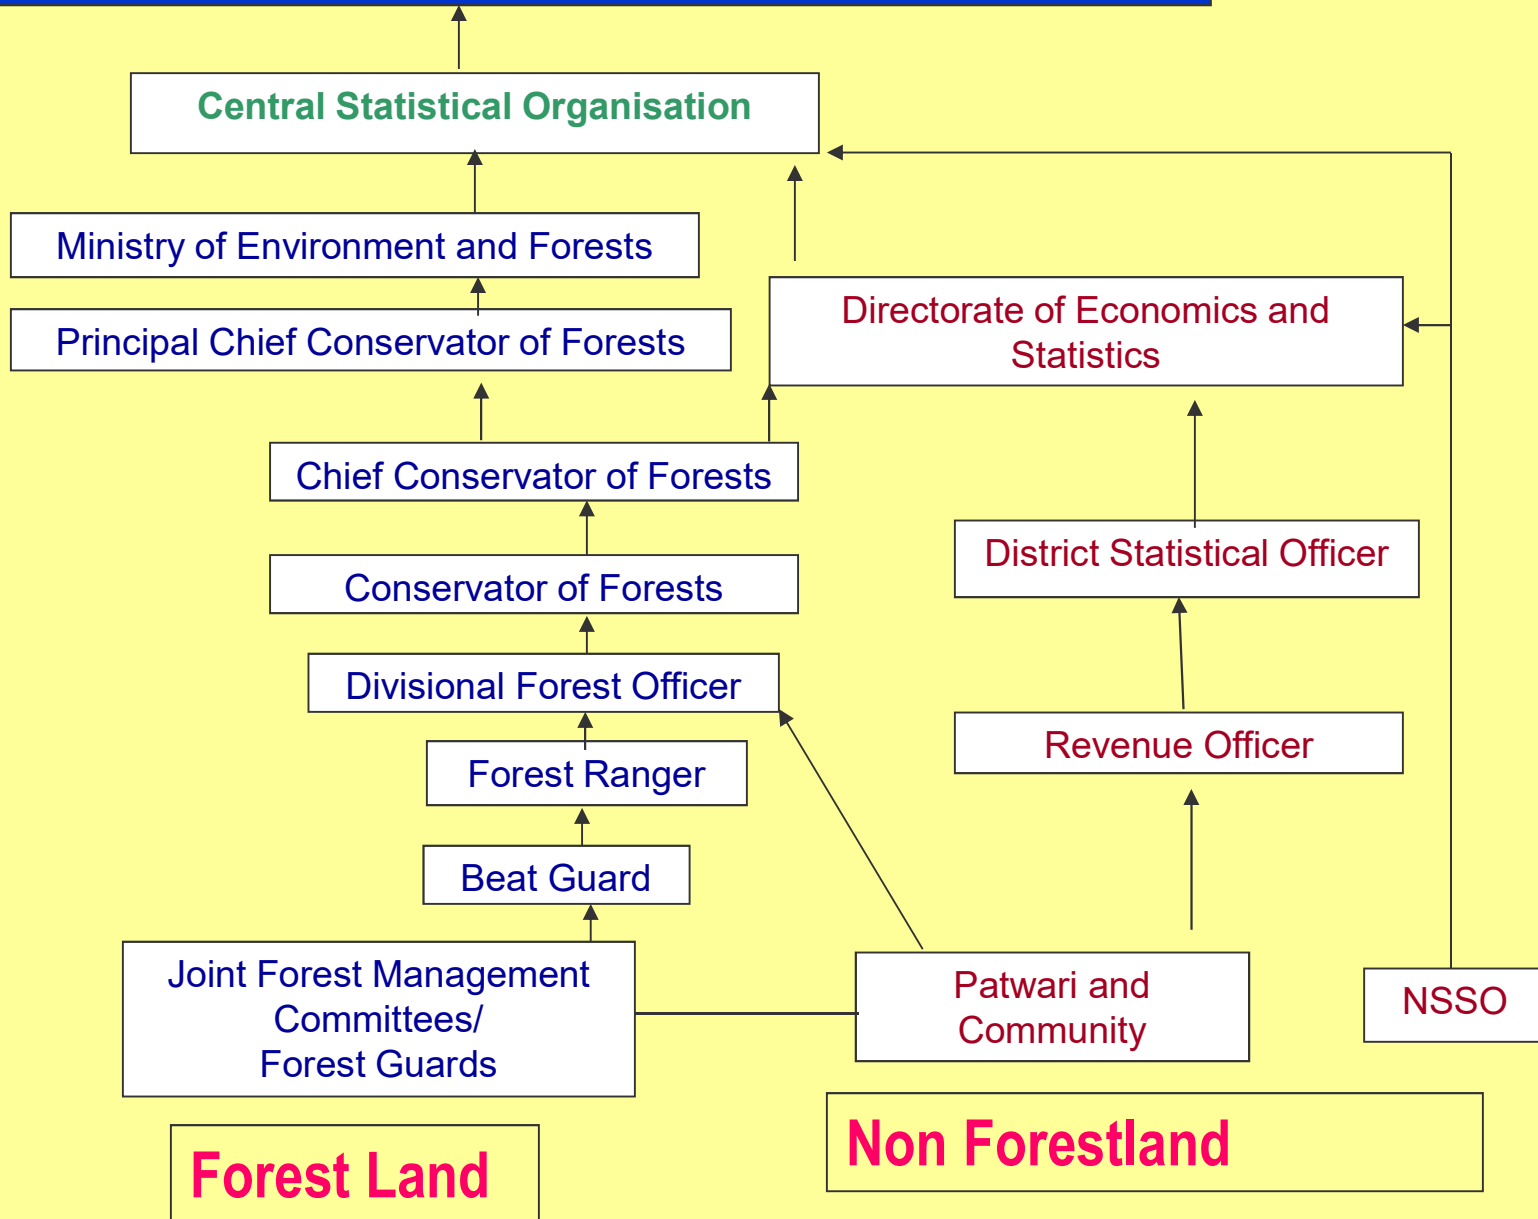 Central Statistical Organisation
Ministry of Environment and Forests
Principal Chief Conservator of Forests
Directorate of Economics and
Statistics
Chief Conservator of Forests
District Statistical Officer
Conservator of Forests
Divisional Forest Officer
Revenue Officer
Forest Ranger
Beat Guard
Joint Forest Management
Committees/
Forest Guards
Patwari and
Community
NSSO
Forest Land
Non Forestland